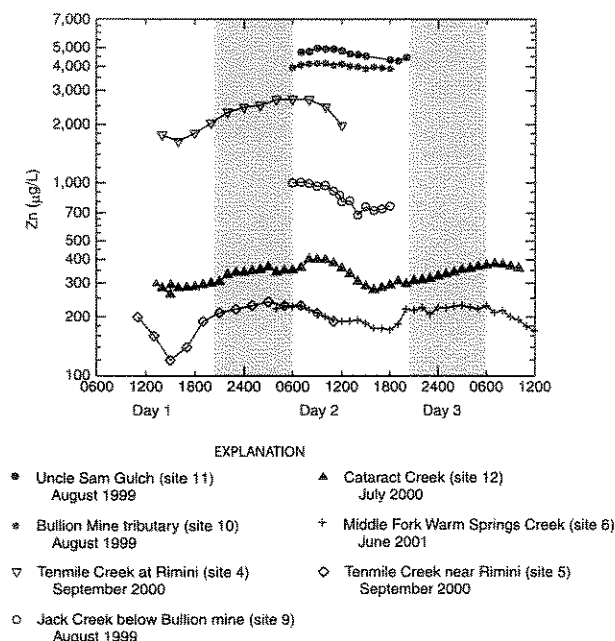 7,000
5,000
4,000
3,000
2,000
1,000
700
500
400
300
200
100
Zn (µg/L)
0600 1200 1800 2400 0600 1200 1800 2400 0600 1200
Day 1 Day 2 Day 3
EXPLANATION
Uncle Sam Gulch (site 11)
August 1999
Bullion Mine tributary (site 10)
August 1999
Tenmile Creek at Rimini (site 4)
September 2000
Jack Creek below Bullion mine (site 9)
August 1999
Cataract Creek (site 12)
July 2000
Middle Fork Warm Springs Creek (site 6)
June 2001
Tenmile Creek near Rimini (site 5)
September 2000